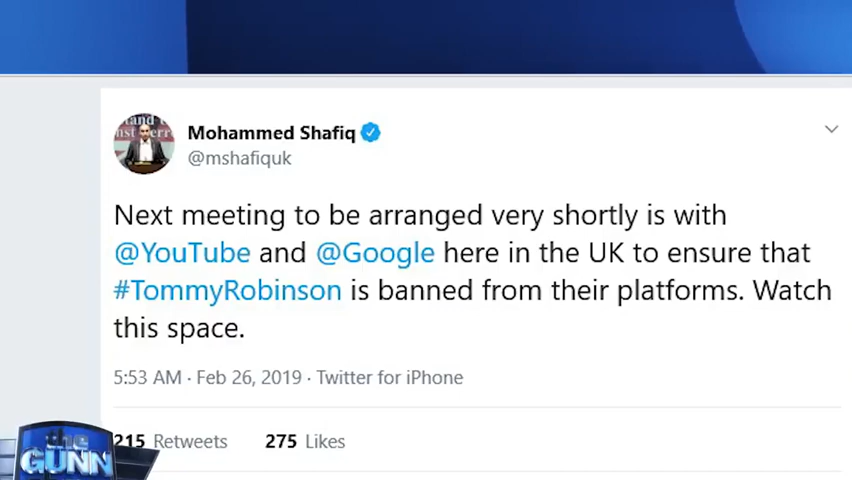 Mohammed Shafiq
@mshafiquk
Next meeting to be arranged very shortly is with
@YouTube and @Google here in the UK to ensure that
#TommyRobinson is banned from their platforms. Watch
this space.
5:53 AM · Feb 26, 2019 · Twitter for iPhone
215 Retweets 275 Likes
the
GUNN